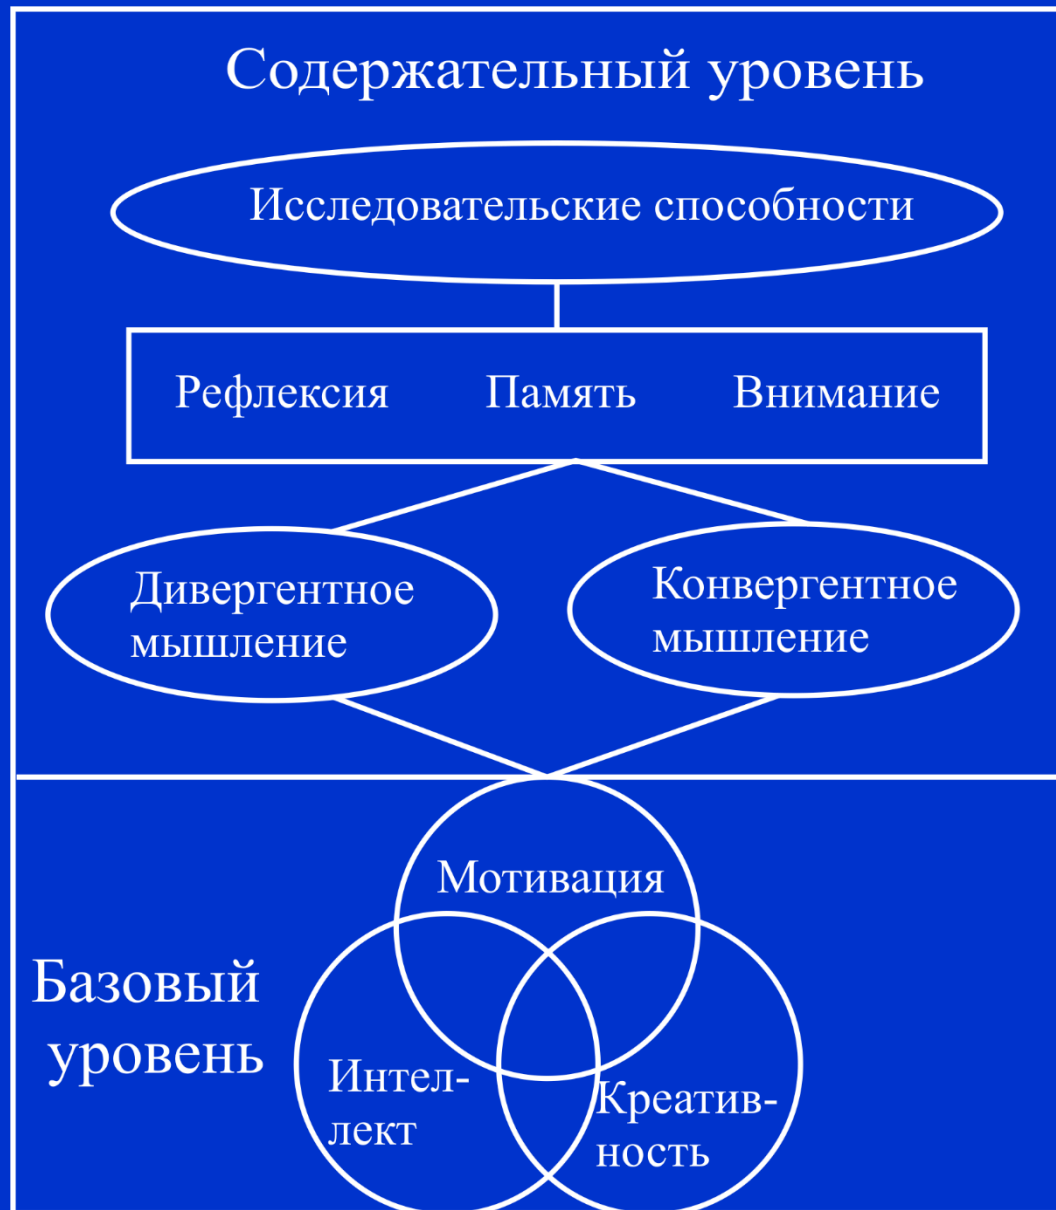 Содержательный уровень
Исследовательские способности
Рефлексия Память Внимание
Дивергентное
мышление
Конвергентное
мышление
Мотивация
Базовый
уровень
Интел-
лект
Креатив-
ность